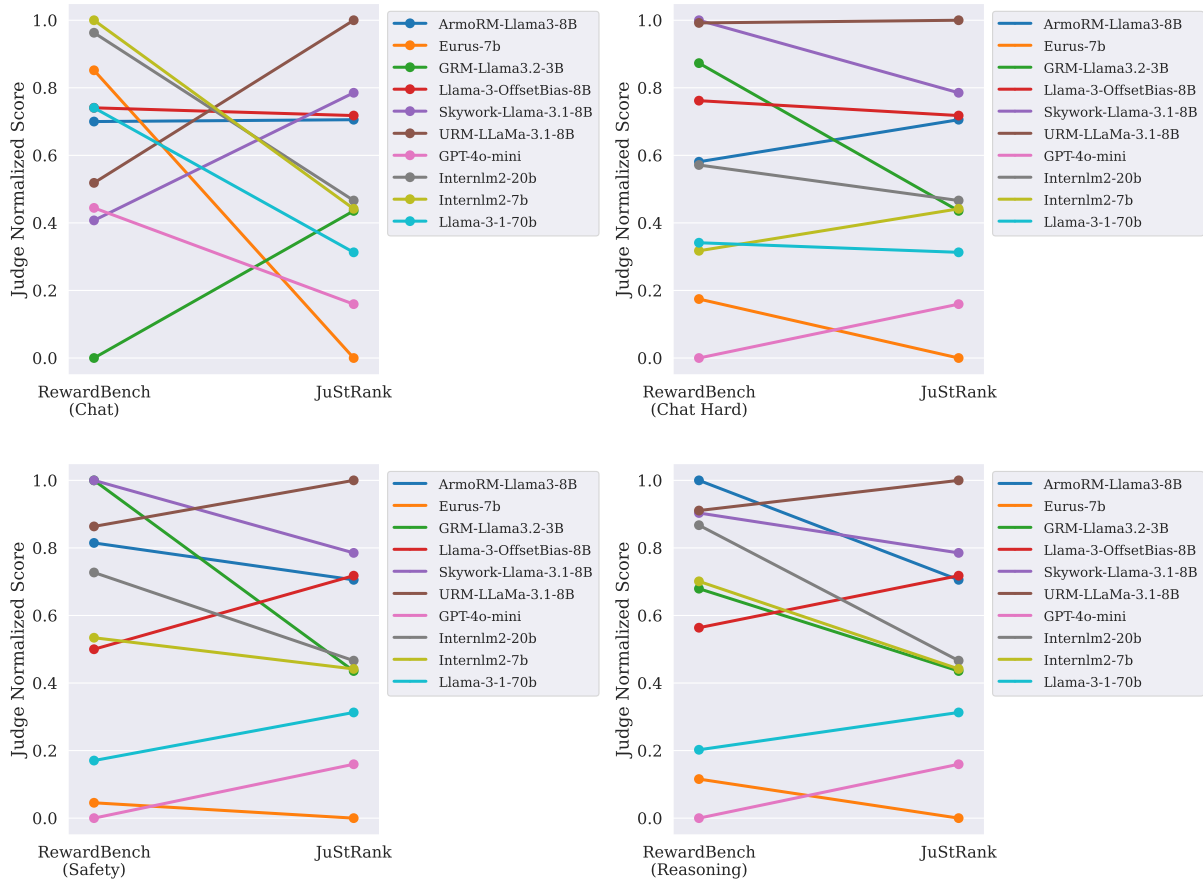 Judge Normalized Score
1.0
0.8
0.6
0.4
0.2
0.0
RewardBench
(Chat)
JuStRank
ArmoRM-Llama3-8B
Eurus-7b
GRM-Llama3.2-3B
Llama-3-OffsetBias-8B
Skywork-Llama-3.1-8B
URM-LLaMa-3.1-8B
GPT-4o-mini
Internlm2-20b
Internlm2-7b
Llama-3-1-70b
Judge Normalized Score
1.0
0.8
0.6
0.4
0.2
0.0
RewardBench
(Chat Hard)
JuStRank
ArmoRM-Llama3-8B
Eurus-7b
GRM-Llama3.2-3B
Llama-3-OffsetBias-8B
Skywork-Llama-3.1-8B
URM-LLaMa-3.1-8B
GPT-4o-mini
Internlm2-20b
Internlm2-7b
Llama-3-1-70b
Judge Normalized Score
1.0
0.8
0.6
0.4
0.2
0.0
RewardBench
(Safety)
JuStRank
ArmoRM-Llama3-8B
Eurus-7b
GRM-Llama3.2-3B
Llama-3-OffsetBias-8B
Skywork-Llama-3.1-8B
URM-LLaMa-3.1-8B
GPT-4o-mini
Internlm2-20b
Internlm2-7b
Llama-3-1-70b
Judge Normalized Score
1.0
0.8
0.6
0.4
0.2
0.0
RewardBench
(Reasoning)
JuStRank
ArmoRM-Llama3-8B
Eurus-7b
GRM-Llama3.2-3B
Llama-3-OffsetBias-8B
Skywork-Llama-3.1-8B
URM-LLaMa-3.1-8B
GPT-4o-mini
Internlm2-20b
Internlm2-7b
Llama-3-1-70b